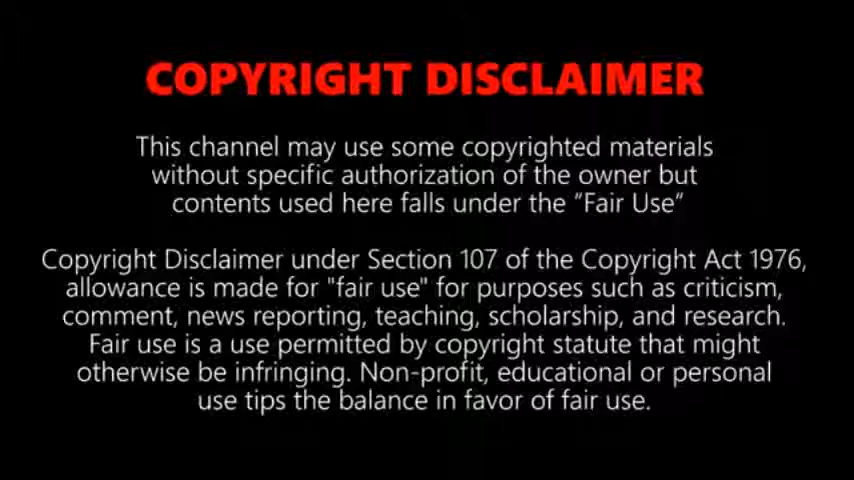 COPYRIGHT DISCLAIMER
This channel may use some copyrighted materials
without specific authorization of the owner but
contents used here falls under the “Fair Use”
Copyright Disclaimer under Section 107 of the Copyright Act 1976,
allowance is made for "fair use" for purposes such as criticism,
comment, news reporting, teaching, scholarship, and research.
Fair use is a use permitted by copyright statute that might
otherwise be infringing. Non-profit, educational or personal
use tips the balance in favor of fair use.